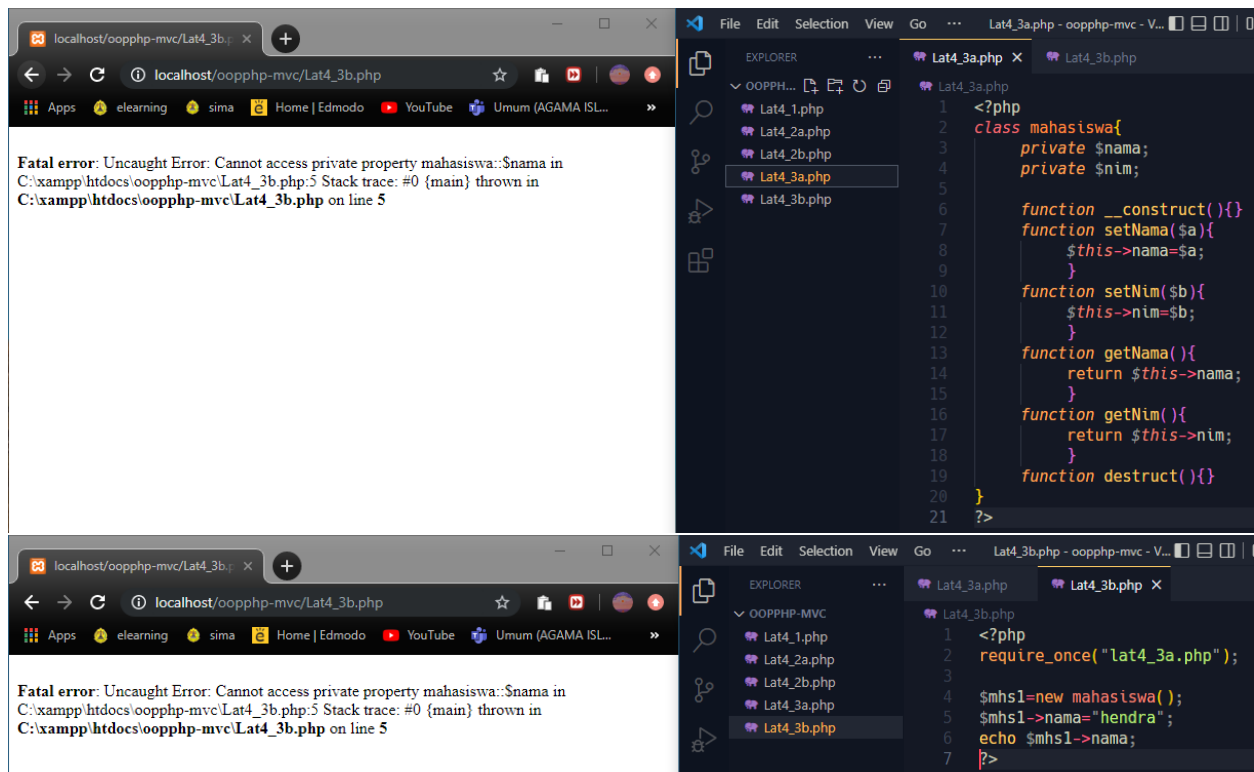 localhost/oopphp-mvc/Lat4_3b.p
localhost/oopphp-mvc/Lat4_3b.php
Apps elearning sima Home | Edmodo YouTube Umum (AGAMA ISL... »
Fatal error: Uncaught Error: Cannot access private property mahasiswa::$nama in
C:\xampp\htdocs\oopphp-mvc\Lat4_3b.php:5 Stack trace: #0 {main} thrown in
C:\xampp\htdocs\oopphp-mvc\Lat4_3b.php on line 5
File Edit Selection View Go ··· Lat4_3a.php - oopphp-mvc - V...
EXPLORER ···
OOPPH...
Lat4_1.php
Lat4_2a.php
Lat4_2b.php
Lat4_3a.php
Lat4_3b.php
Lat4_3a.php Lat4_3b.php
Lat4_3a.php
1 <?php
2 class mahasiswa{
3 private $nama;
4 private $nim;
5
6 function __construct(){}
7 function setNama($a){
8 $this->nama=$a;
9 }
10 function setNim($b){
11 $this->nim=$b;
12 }
13 function getNama(){
14 return $this->nama;
15 }
16 function getNim(){
17 return $this->nim;
18 }
19 function destruct(){}
20 }
21 ?>
localhost/oopphp-mvc/Lat4_3b.p
localhost/oopphp-mvc/Lat4_3b.php
Apps elearning sima Home | Edmodo YouTube Umum (AGAMA ISL... »
Fatal error: Uncaught Error: Cannot access private property mahasiswa::$nama in
C:\xampp\htdocs\oopphp-mvc\Lat4_3b.php:5 Stack trace: #0 {main} thrown in
C:\xampp\htdocs\oopphp-mvc\Lat4_3b.php on line 5
File Edit Selection View Go ··· Lat4_3b.php - oopphp-mvc - V...
EXPLORER ···
OOPPHP-MVC
Lat4_1.php
Lat4_2a.php
Lat4_2b.php
Lat4_3a.php
Lat4_3b.php
Lat4_3a.php Lat4_3b.php
Lat4_3b.php
1 <?php
2 require_once("lat4_3a.php");
3
4 $mhs1=new mahasiswa();
5 $mhs1->nama="hendra";
6 echo $mhs1->nama;
7 ?>